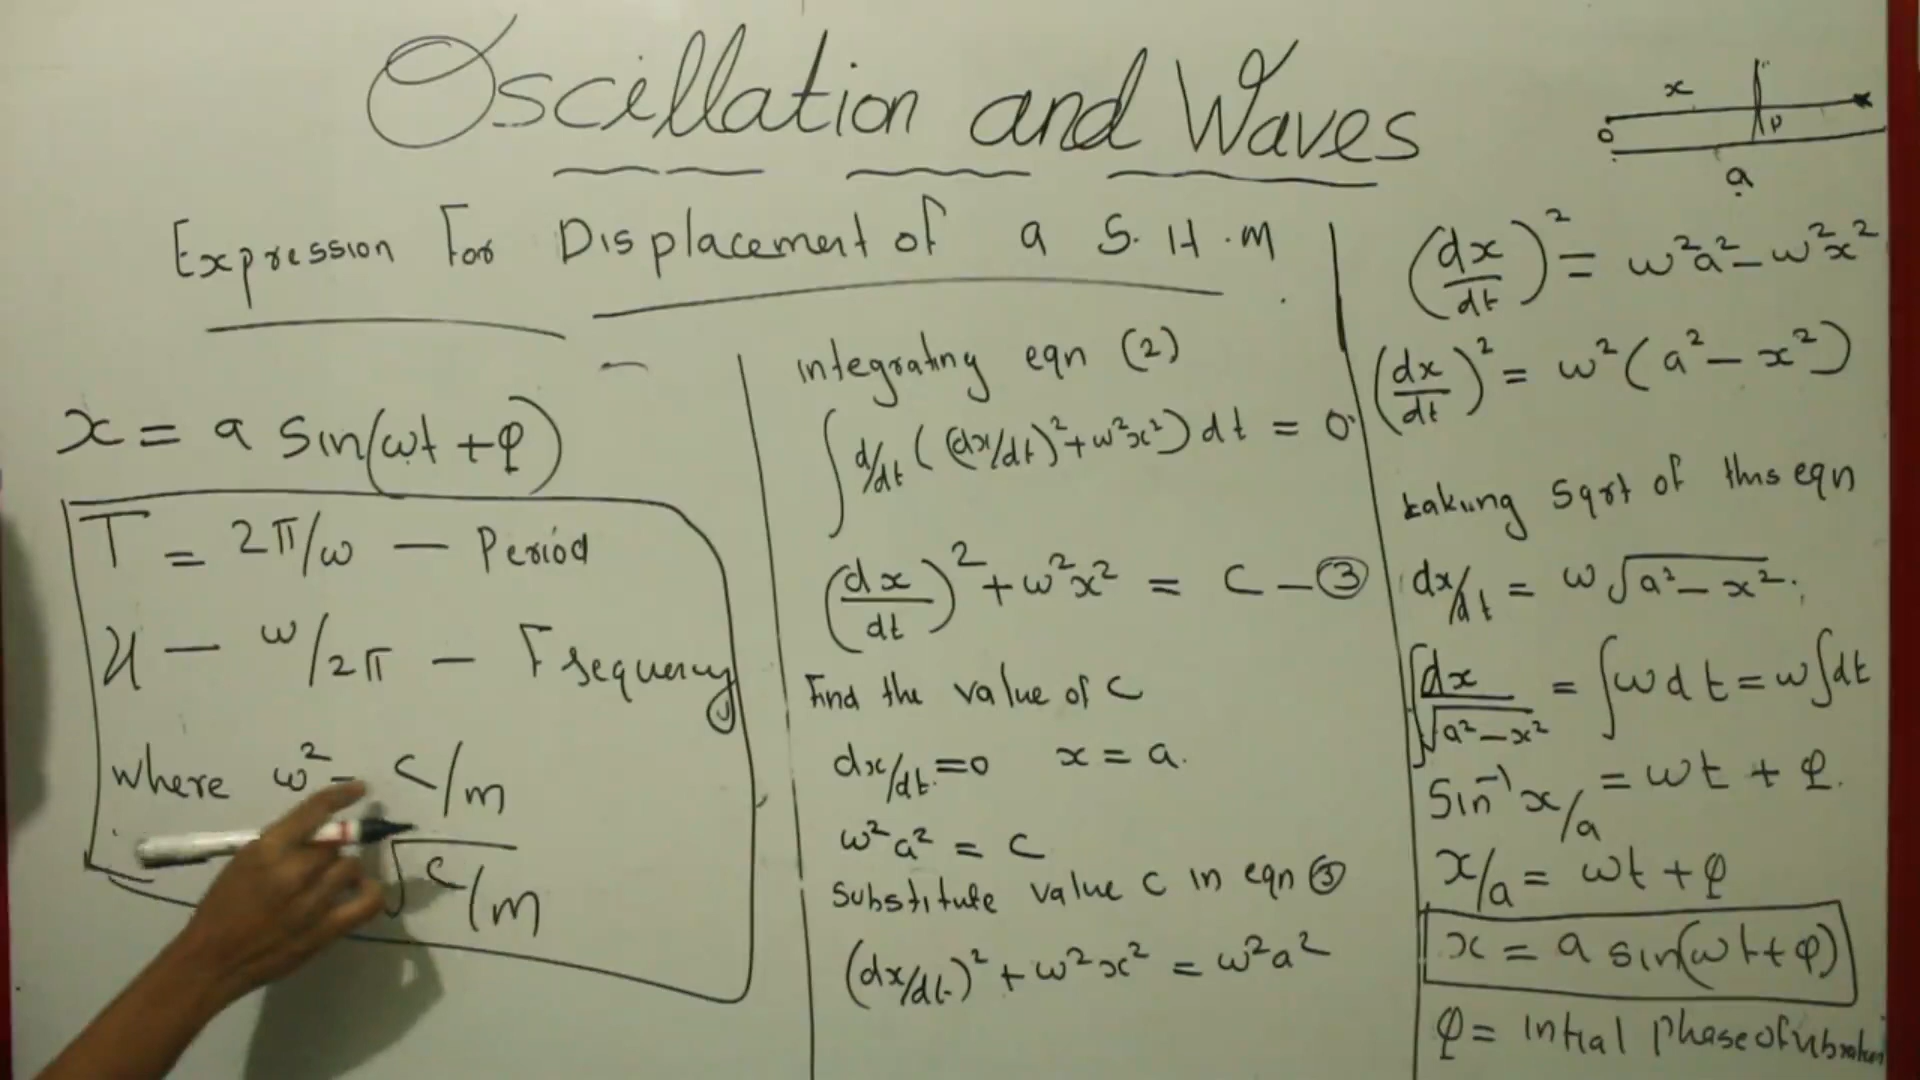 Oscillation and Waves
Expression For Displacement of a S.H.M
x = a sin(ωt + φ)
T = 2π/ω — Period
n — ω/2π — Frequency
where ω² = c/m
√c/m
integrating eqn (2)
∫ d/dt ((dx/dt)² + ω²x²) dt = 0
(dx/dt)² + ω²x² = C — ③
Find the value of C
dx/dt = 0 x = a.
ω²a² = C
Substitute value C in eqn ③
(dx/dt)² + ω²x² = ω²a²
x
O
P
a
(dx/dt)² = ω²a² – ω²x²
(dx/dt)² = ω²(a² – x²)
taking Sqrt of this eqn
dx/dt = ω√a² – x²
∫dx/√a² – x² = ∫ωdt = ω∫dt
Sin⁻¹ x/a = ωt + φ.
x/a = ωt + φ
x = a sin(ωt + φ)
φ = intial Phase of vibration